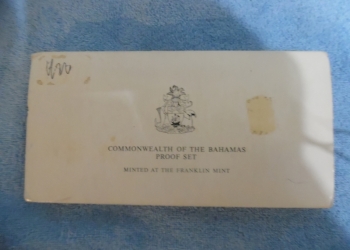 COMMONWEALTH OF THE BAHAMAS
PROOF SET
MINTED AT THE FRANKLIN MINT